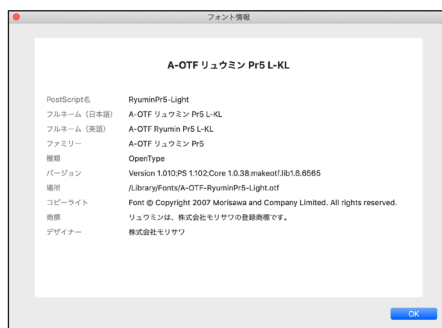 フォント情報
A-OTF リュウミン Pr5 L-KL
PostScript名 RyuminPr5-Light
フルネーム（日本語） A-OTF リュウミン Pr5 L-KL
フルネーム（英語） A-OTF Ryumin Pr5 L-KL
ファミリー A-OTF リュウミン Pr5
種類 OpenType
バージョン Version 1.010;PS 1.102;Core 1.0.38;makeotf.lib1.6.6565
場所 /Library/Fonts/A-OTF-RyuminPr5-Light.otf
コピーライト Font © Copyright 2007 Morisawa and Company Limited. All rights reserved.
商標 リュウミンは、株式会社モリサワの登録商標です。
デザイナー 株式会社モリサワ
OK